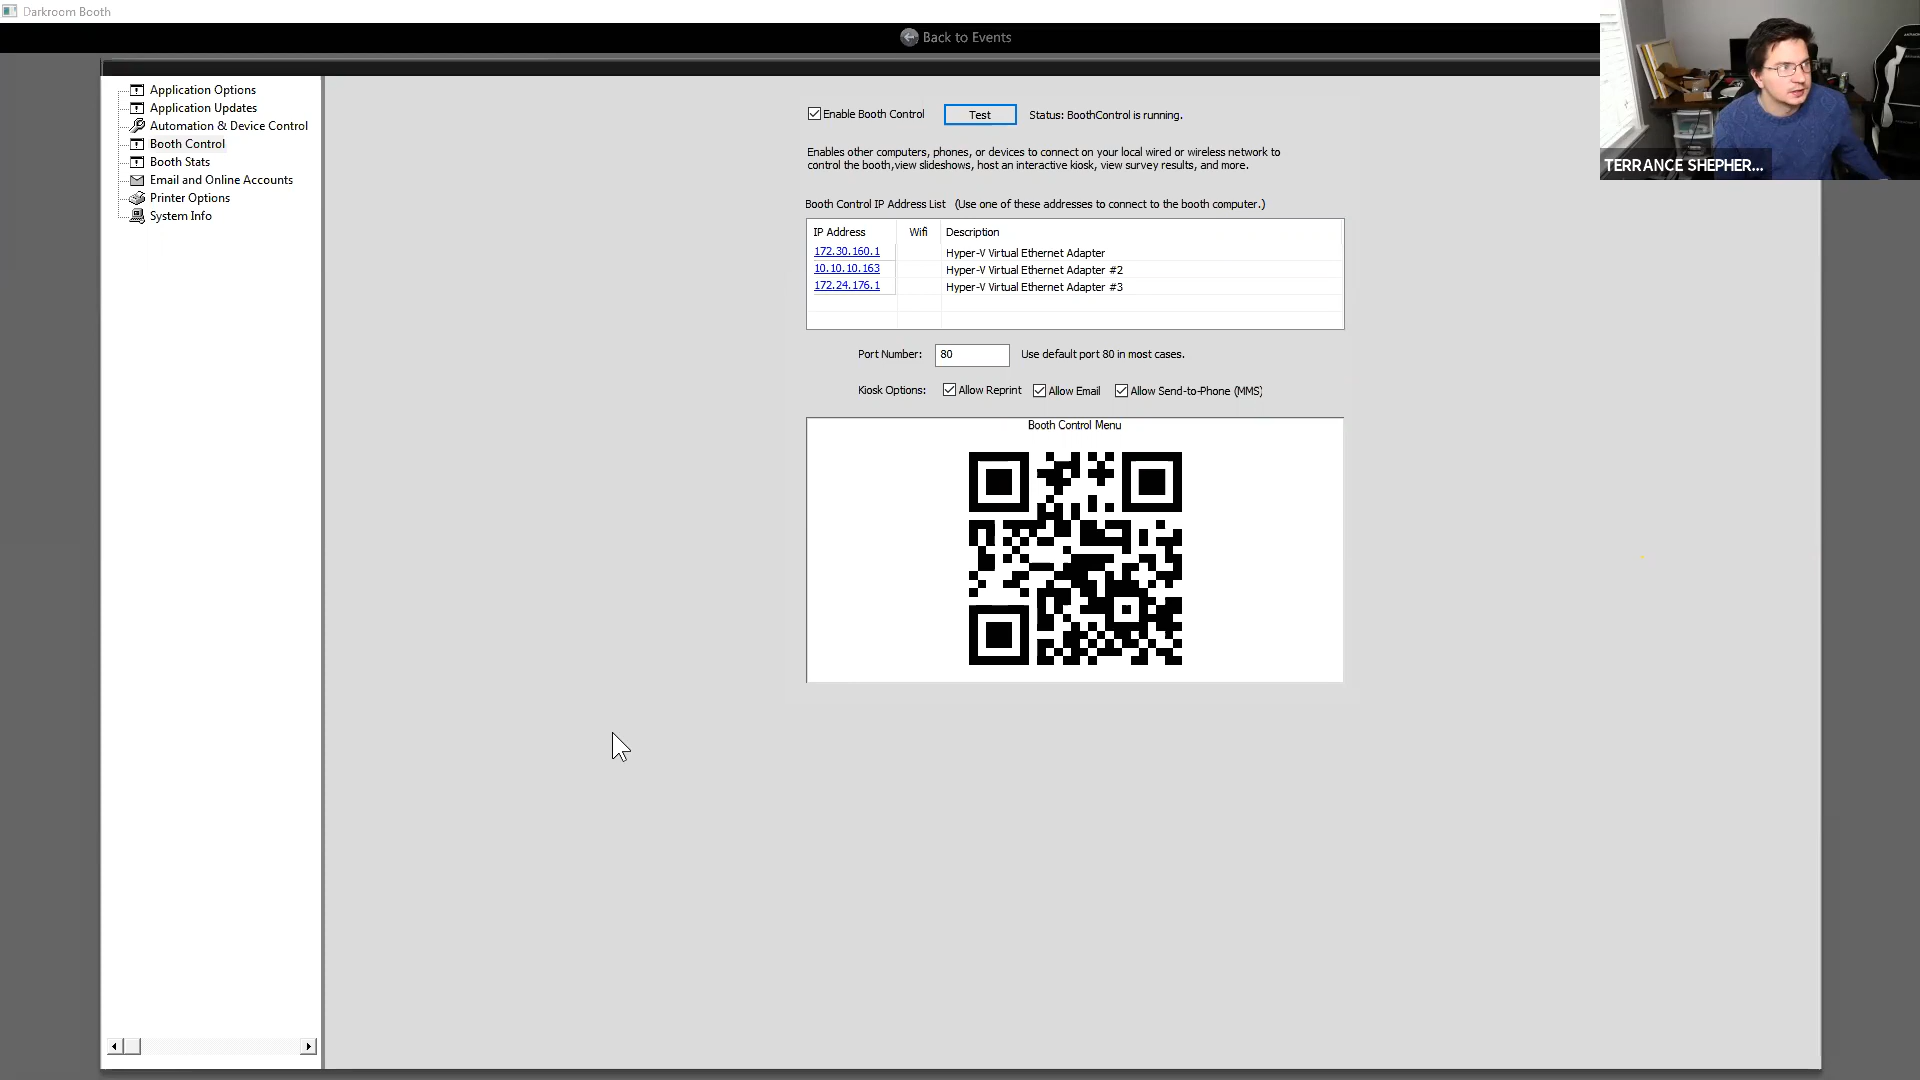 Darkroom Booth
Back to Events
TERRANCE SHEPHER...
Application Options
Application Updates
Automation & Device Control
Booth Control
Booth Stats
Email and Online Accounts
Printer Options
System Info
Enable Booth Control Test Status: BoothControl is running.
Enables other computers, phones, or devices to connect on your local wired or wireless network to
control the booth,view slideshows, host an interactive kiosk, view survey results, and more.
Booth Control IP Address List (Use one of these addresses to connect to the booth computer.)
IP Address Wifi Description
172.30.160.1 Hyper-V Virtual Ethernet Adapter
10.10.10.163 Hyper-V Virtual Ethernet Adapter #2
172.24.176.1 Hyper-V Virtual Ethernet Adapter #3
Port Number: 80 Use default port 80 in most cases.
Kiosk Options: Allow Reprint Allow Email Allow Send-to-Phone (MMS)
Booth Control Menu